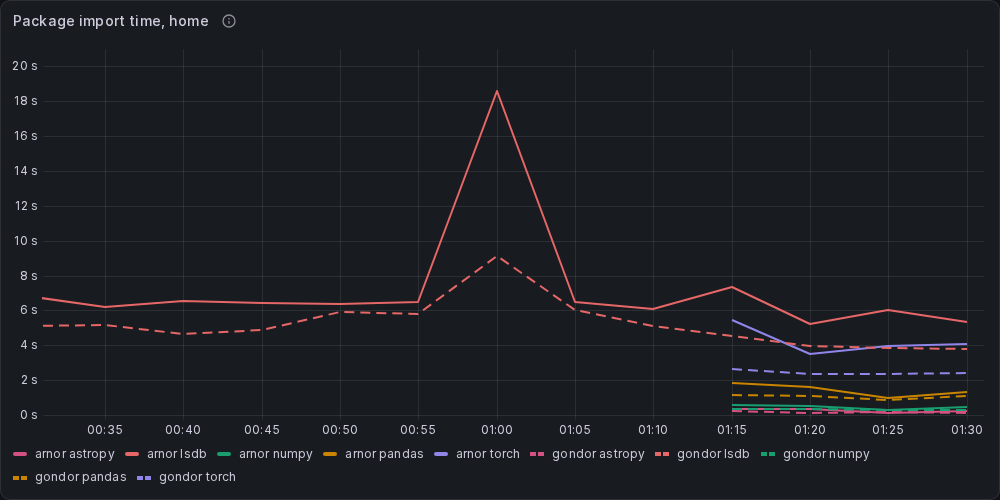 Package import time, home
20 s
18 s
16 s
14 s
12 s
10 s
8 s
6 s
4 s
2 s
0 s
00:35 00:40 00:45 00:50 00:55 01:00 01:05 01:10 01:15 01:20 01:25 01:30
arnor astropy arnor lsdb arnor numpy arnor pandas arnor torch gondor astropy gondor lsdb gondor numpy
gondor pandas gondor torch